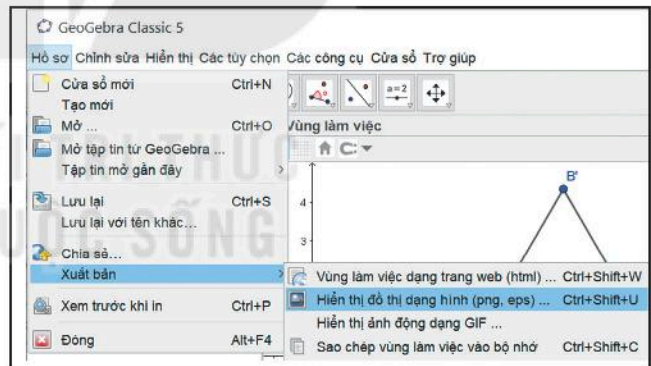 GeoGebra Classic 5
Hồ sơ Chỉnh sửa Hiển thị Các tùy chọn Các công cụ Cửa sổ Trợ giúp
Cửa sổ mới Ctrl+N
Tạo mới
Mở ... Ctrl+O
Mở tập tin từ GeoGebra ...
Tập tin mở gần đây
Lưu lại Ctrl+S
Lưu lại với tên khác...
Chia sẻ...
Xuất bản
Xem trước khi in Ctrl+P
Đóng Alt+F4
a=2
Vùng làm việc
B'
4
3
Vùng làm việc dạng trang web (html) ... Ctrl+Shift+W
Hiển thị đồ thị dạng hình (png, eps) ... Ctrl+Shift+U
Hiển thị ảnh động dạng GIF ...
Sao chép vùng làm việc vào bộ nhớ Ctrl+Shift+C
TRI THỨC
CUỘC SỐNG